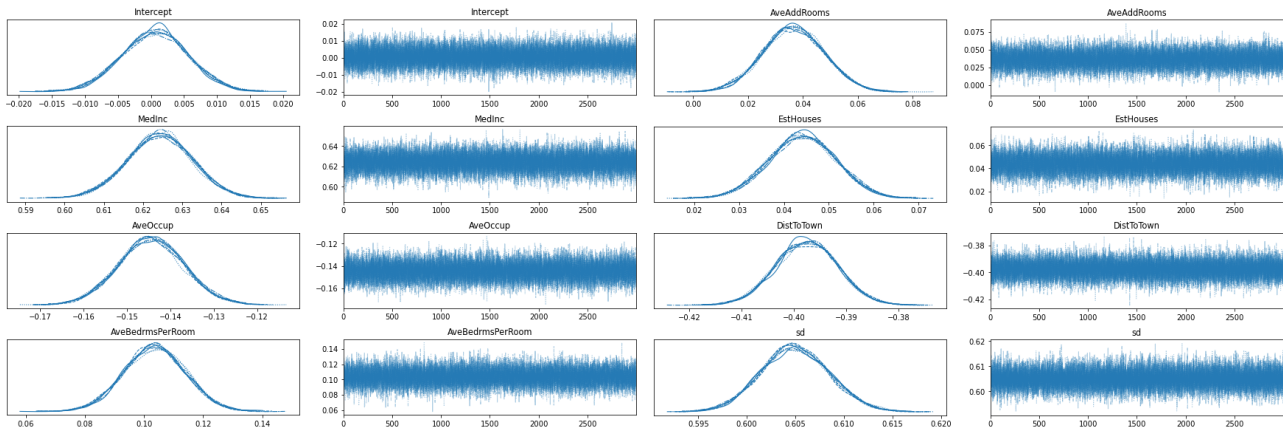 Intercept Intercept AveAddRooms AveAddRooms
0.02 0.075
0.01 0.050
0.00 0.025
−0.01 0.000
−0.02
−0.020 −0.015 −0.010 −0.005 0.000 0.005 0.010 0.015 0.020 0 500 1000 1500 2000 2500 0.00 0.02 0.04 0.06 0.08 0 500 1000 1500 2000 2500
MedInc MedInc EstHouses EstHouses
0.64 0.06
0.62 0.04
0.60 0.02
0.59 0.60 0.61 0.62 0.63 0.64 0.65 0 500 1000 1500 2000 2500 0.02 0.03 0.04 0.05 0.06 0.07 0 500 1000 1500 2000 2500
AveOccup AveOccup DistToTown DistToTown
−0.12 −0.38
−0.14 −0.40
−0.16 −0.42
−0.17 −0.16 −0.15 −0.14 −0.13 −0.12 0 500 1000 1500 2000 2500 −0.42 −0.41 −0.40 −0.39 −0.38 0 500 1000 1500 2000 2500
AveBedrmsPerRoom AveBedrmsPerRoom sd sd
0.14 0.62
0.12 0.61
0.10 0.60
0.08
0.06
0.06 0.08 0.10 0.12 0.14 0 500 1000 1500 2000 2500 0.595 0.600 0.605 0.610 0.615 0.620 0 500 1000 1500 2000 2500